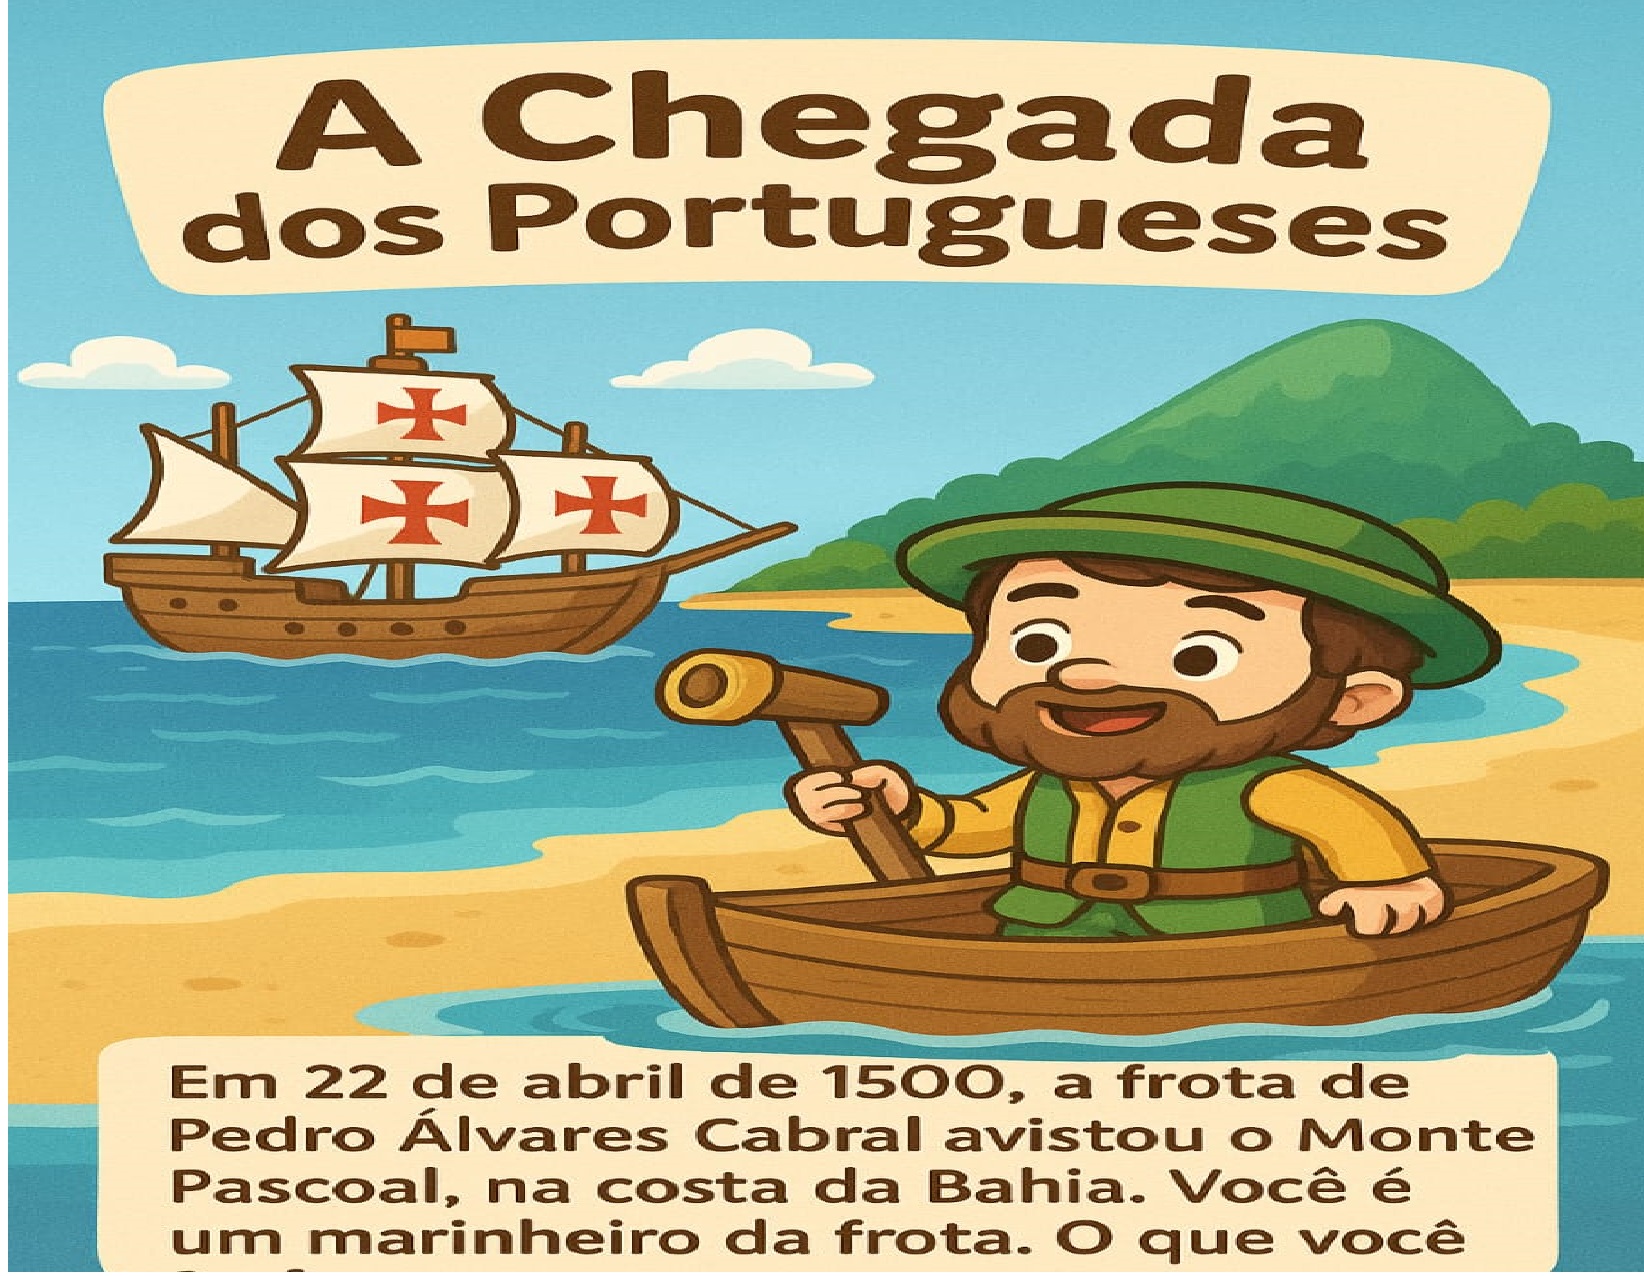 A Chegada
dos Portugueses
Em 22 de abril de 1500, a frota de
Pedro Álvares Cabral avistou o Monte
Pascoal, na costa da Bahia. Você é
um marinheiro da frota. O que você